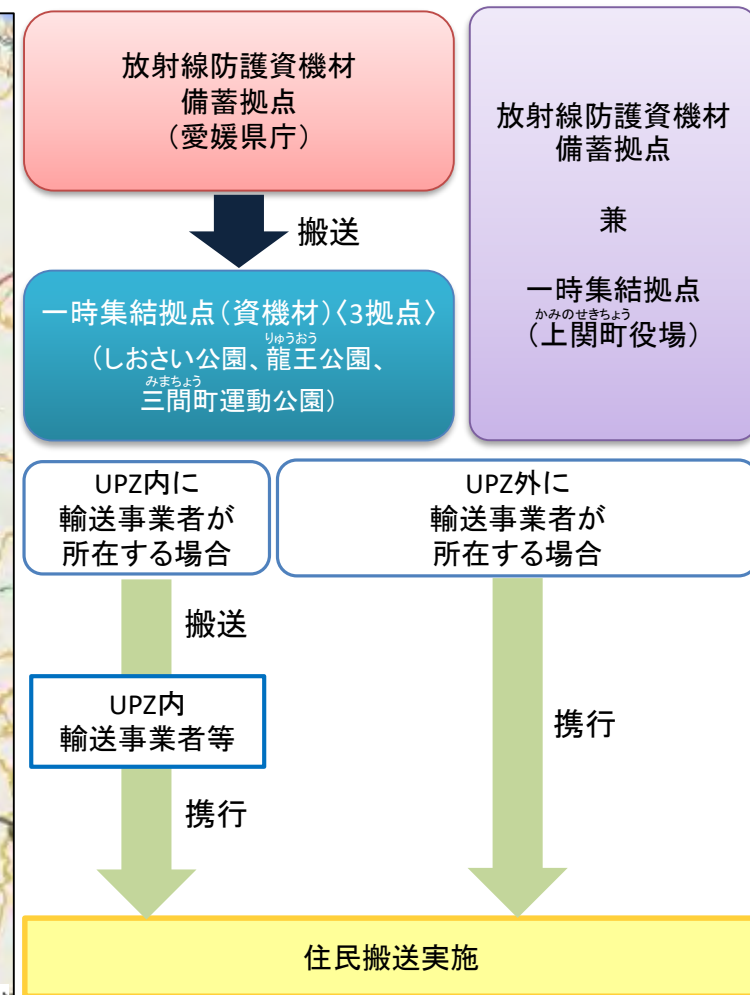 放射線防護資機材
備蓄拠点
（愛媛県庁）
搬送
一時集結拠点（資機材）〈3拠点〉
りゅうおう
（しおさい公園、龍王公園、
みまちょう
三間町運動公園）
放射線防護資機材
備蓄拠点
兼
一時集結拠点
かみのせきちょう
（上関町役場）
UPZ内に
輸送事業者が
所在する場合
UPZ外に
輸送事業者が
所在する場合
搬送
UPZ内
輸送事業者等
携行
携行
住民搬送実施